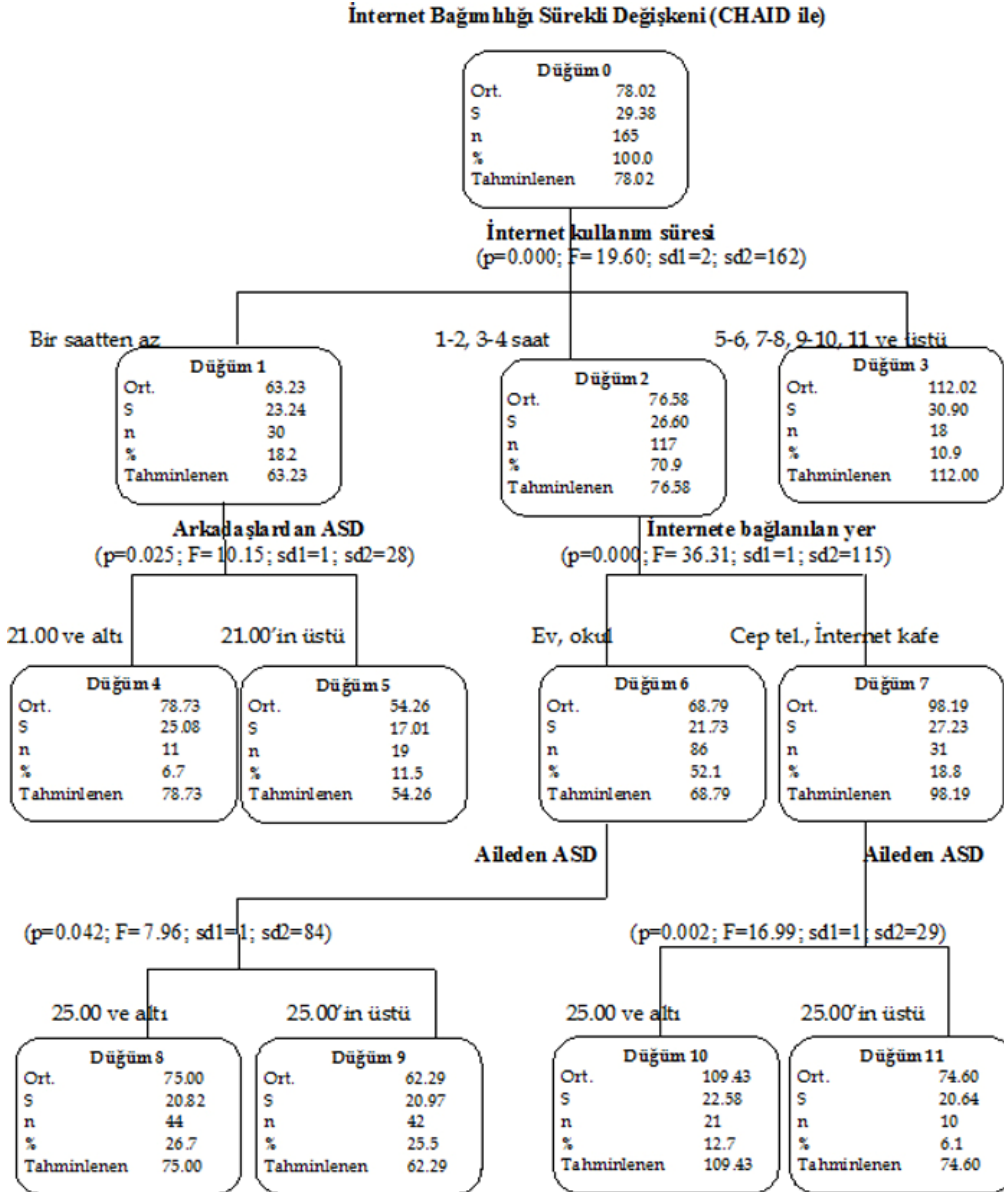 İnternet Bağımlılığı Sürekli Değişkeni (CHAID ile)
Düğüm 0
Ort. 78.02
S 29.38
n 165
% 100.0
Tahminlenen 78.02
İnternet kullanım süresi
(p=0.000; F= 19.60; sd1=2; sd2=162)
Bir saatten az
1-2, 3-4 saat
5-6, 7-8, 9-10, 11 ve üstü
Düğüm 1
Ort. 63.23
S 23.24
n 30
% 18.2
Tahminlenen 63.23
Düğüm 2
Ort. 76.58
S 26.60
n 117
% 70.9
Tahminlenen 76.58
Düğüm 3
Ort. 112.02
S 30.90
n 18
% 10.9
Tahminlenen 112.00
Arkadaşlardan ASD
(p=0.025; F= 10.15; sd1=1; sd2=28)
İnternete bağlanılan yer
(p=0.000; F= 36.31; sd1=1; sd2=115)
21.00 ve altı
21.00'in üstü
Ev, okul
Cep tel., İnternet kafe
Düğüm 4
Ort. 78.73
S 25.08
n 11
% 6.7
Tahminlenen 78.73
Düğüm 5
Ort. 54.26
S 17.01
n 19
% 11.5
Tahminlenen 54.26
Düğüm 6
Ort. 68.79
S 21.73
n 86
% 52.1
Tahminlenen 68.79
Düğüm 7
Ort. 98.19
S 27.23
n 31
% 18.8
Tahminlenen 98.19
Aileden ASD
(p=0.042; F= 7.96; sd1=1; sd2=84)
Aileden ASD
(p=0.002; F=16.99; sd1=1; sd2=29)
25.00 ve altı
25.00'in üstü
25.00 ve altı
25.00'in üstü
Düğüm 8
Ort. 75.00
S 20.82
n 44
% 26.7
Tahminlenen 75.00
Düğüm 9
Ort. 62.29
S 20.97
n 42
% 25.5
Tahminlenen 62.29
Düğüm 10
Ort. 109.43
S 22.58
n 21
% 12.7
Tahminlenen 109.43
Düğüm 11
Ort. 74.60
S 20.64
n 10
% 6.1
Tahminlenen 74.60